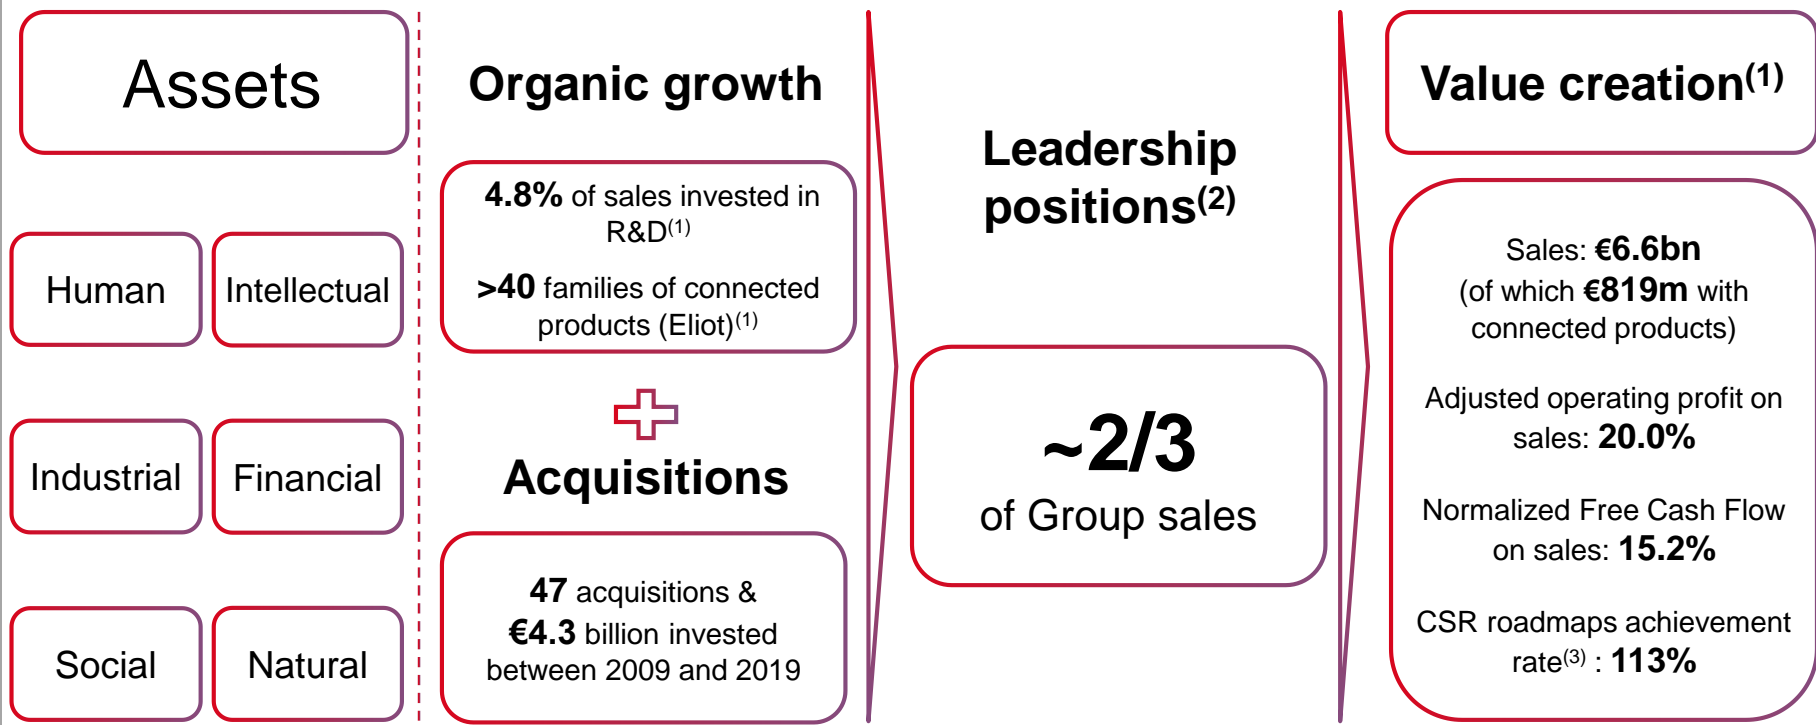 Assets
Human
Intellectual
Industrial
Financial
Social
Natural
Organic growth
4.8% of sales invested in
R&D(1)
>40 families of connected
products (Eliot)(1)
Acquisitions
47 acquisitions &
€4.3 billion invested
between 2009 and 2019
Leadership
positions(2)
~2/3
of Group sales
Value creation(1)
Sales: €6.6bn
(of which €819m with
connected products)
Adjusted operating profit on
sales: 20.0%
Normalized Free Cash Flow
on sales: 15.2%
CSR roadmaps achievement
rate(3) : 113%